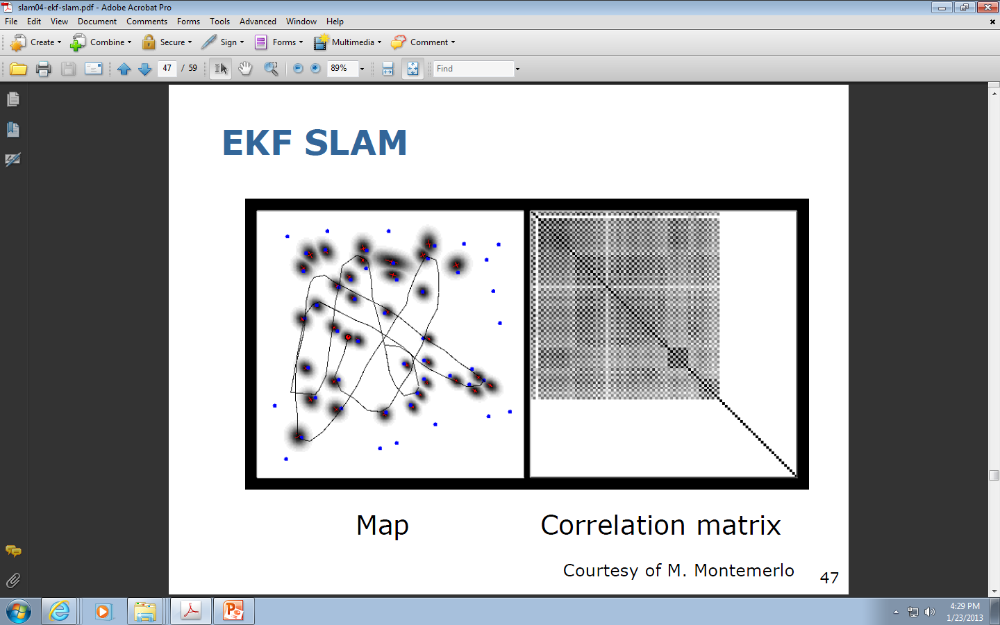 slam04-ekf-slam.pdf - Adobe Acrobat Pro
File Edit View Document Comments Forms Tools Advanced Window Help
Create Combine Secure Sign Forms Multimedia Comment
47 / 59 89% Find
EKF SLAM
Map Correlation matrix
Courtesy of M. Montemerlo
47
4:29 PM
1/23/2013